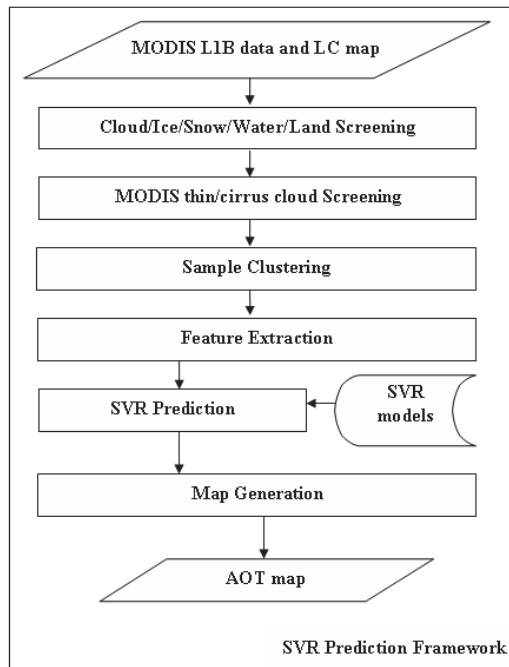 MODIS L1B data and LC map
Cloud/Ice/Snow/Water/Land Screening
MODIS thin/cirrus cloud Screening
Sample Clustering
Feature Extraction
SVR Prediction
SVR
models
Map Generation
AOT map
SVR Prediction Framework